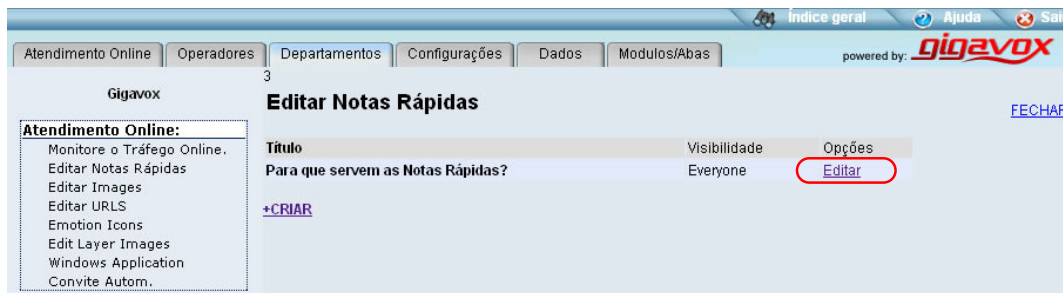 Índice geral Ajuda Sai
Atendimento Online Operadores Departamentos Configurações Dados Modulos/Abas powered by: gigavox
3
Gigavox
Editar Notas Rápidas
FECHAR
Atendimento Online:
Monitore o Tráfego Online.
Editar Notas Rápidas
Editar Images
Editar URLS
Emotion Icons
Edit Layer Images
Windows Application
Convite Autom.
Título Visibilidade Opções
Para que servem as Notas Rápidas? Everyone Editar
+CRIAR